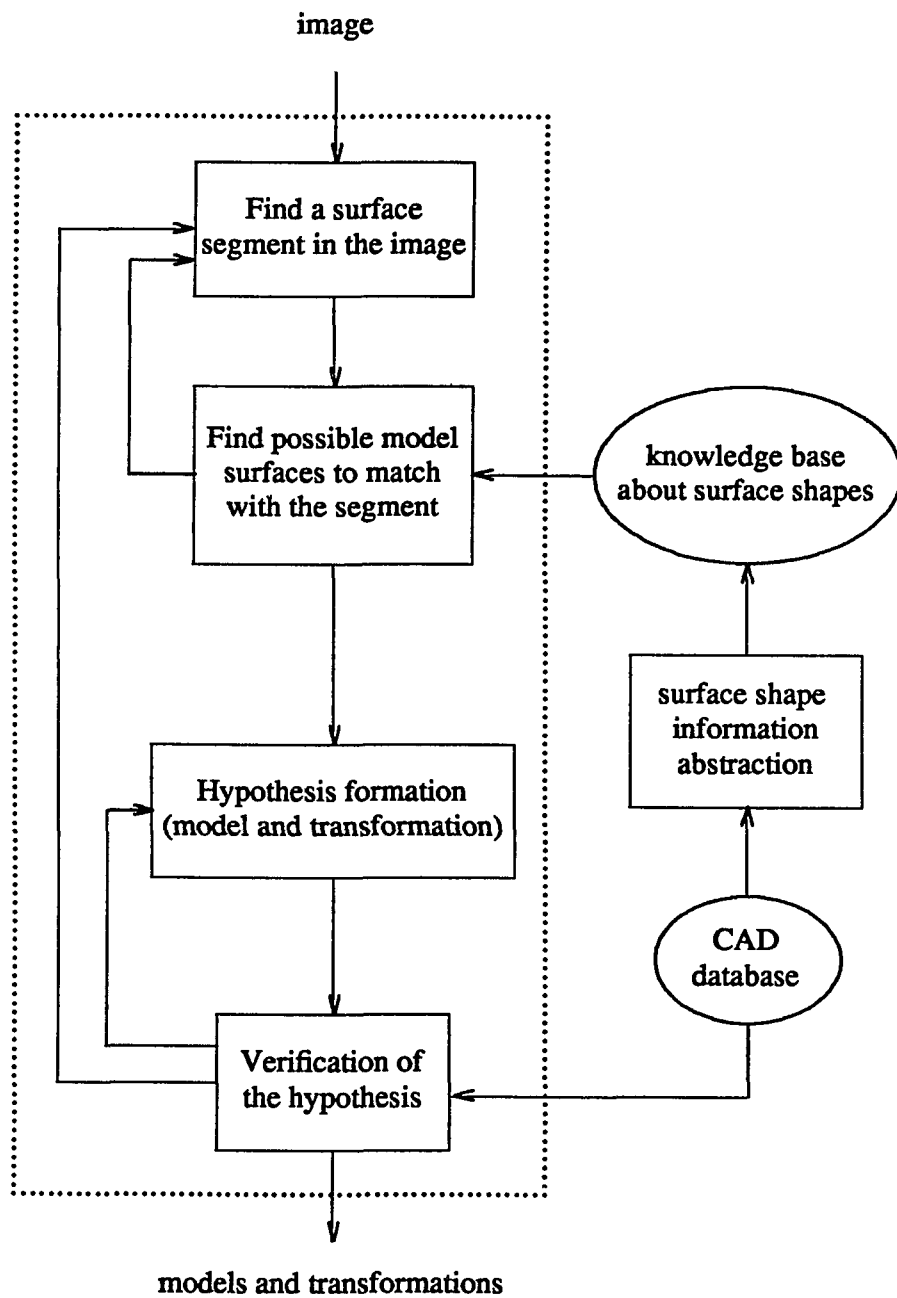 image
Find a surface
segment in the image
Find possible model
surfaces to match
with the segment
knowledge base
about surface shapes
surface shape
information
abstraction
Hypothesis formation
(model and transformation)
CAD
database
Verification of
the hypothesis
models and transformations